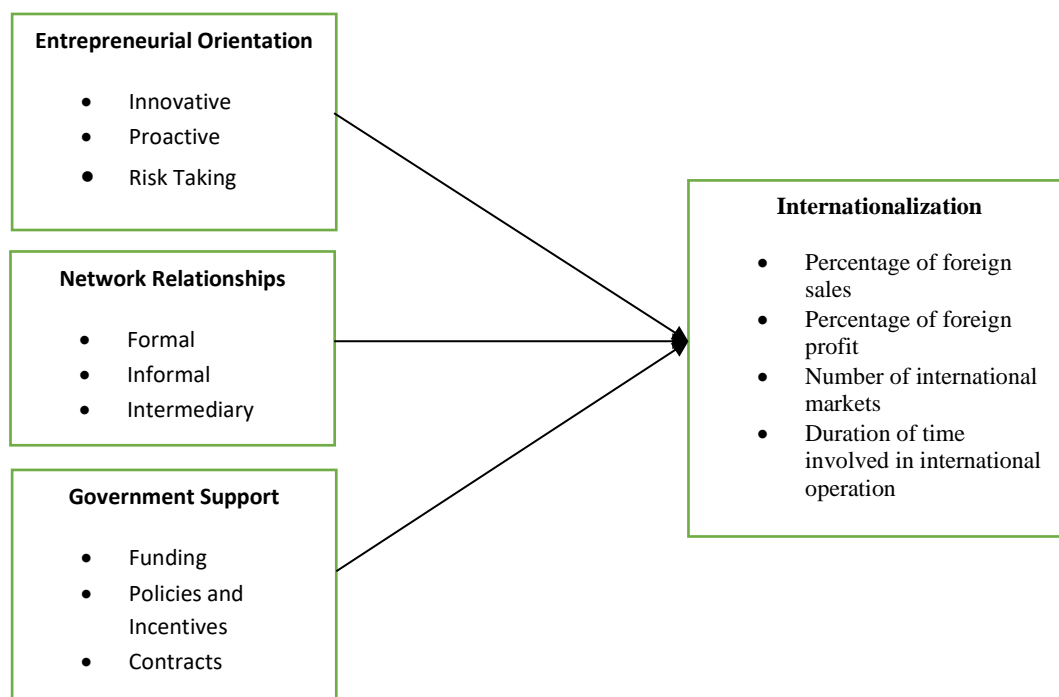 Entrepreneurial Orientation
• Innovative
• Proactive
• Risk Taking
Network Relationships
• Formal
• Informal
• Intermediary
Government Support
• Funding
• Policies and
Incentives
• Contracts
Internationalization
• Percentage of foreign
sales
• Percentage of foreign
profit
• Number of international
markets
• Duration of time
involved in international
operation